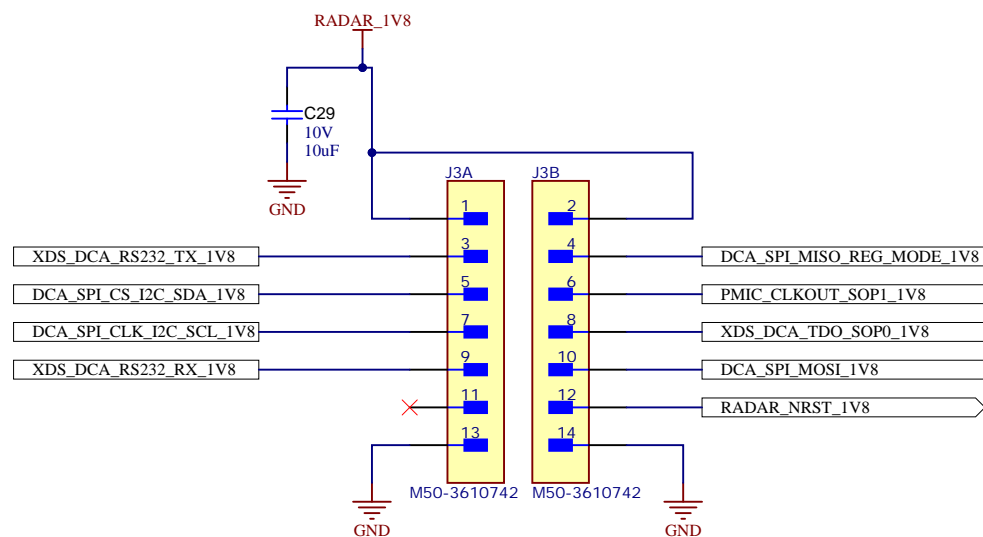 RADAR_1V8
C29
10V
10uF
GND
J3A
J3B
1
2
XDS_DCA_RS232_TX_1V8
3
4
DCA_SPI_MISO_REG_MODE_1V8
DCA_SPI_CS_I2C_SDA_1V8
5
6
PMIC_CLKOUT_SOP1_1V8
DCA_SPI_CLK_I2C_SCL_1V8
7
8
XDS_DCA_TDO_SOP0_1V8
XDS_DCA_RS232_RX_1V8
9
10
DCA_SPI_MOSI_1V8
11
12
RADAR_NRST_1V8
13
14
M50-3610742
M50-3610742
GND
GND